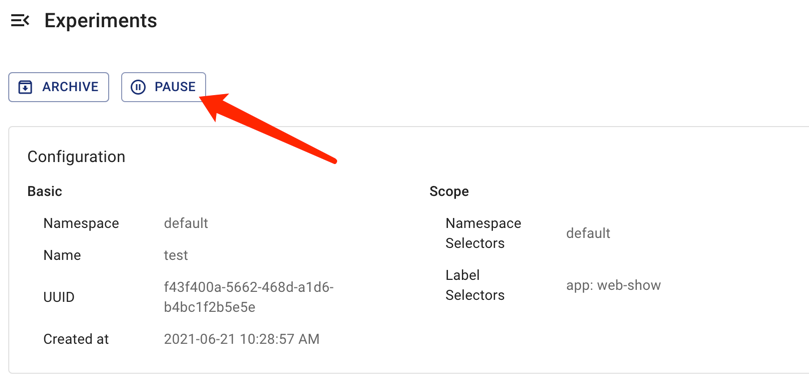 Experiments
ARCHIVE PAUSE
Configuration
Basic
Namespace default
Name test
UUID f43f400a-5662-468d-a1d6-
b4bc1f2b5e5e
Created at 2021-06-21 10:28:57 AM
Scope
Namespace
Selectors default
Label
Selectors app: web-show